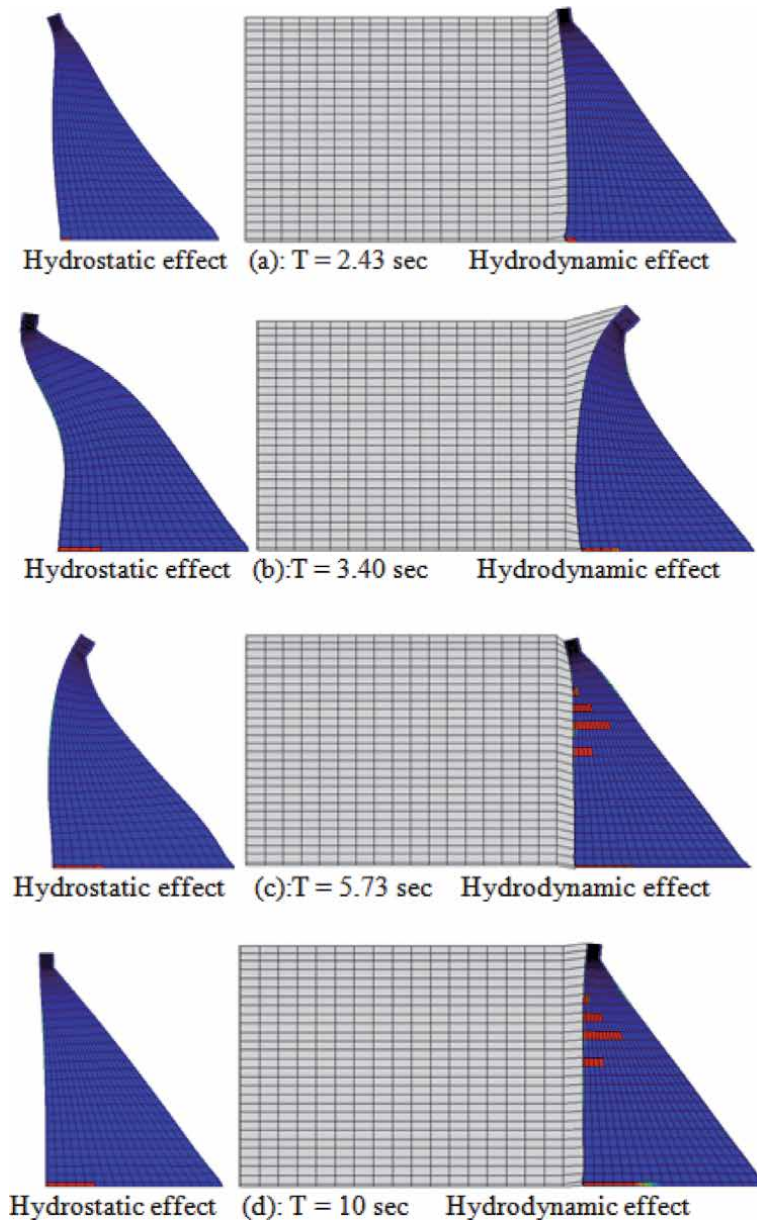 Hydrostatic effect (a): T = 2.43 sec Hydrodynamic effect
Hydrostatic effect (b):T = 3.40 sec Hydrodynamic effect
Hydrostatic effect (c):T = 5.73 sec Hydrodynamic effect
Hydrostatic effect (d): T = 10 sec Hydrodynamic effect